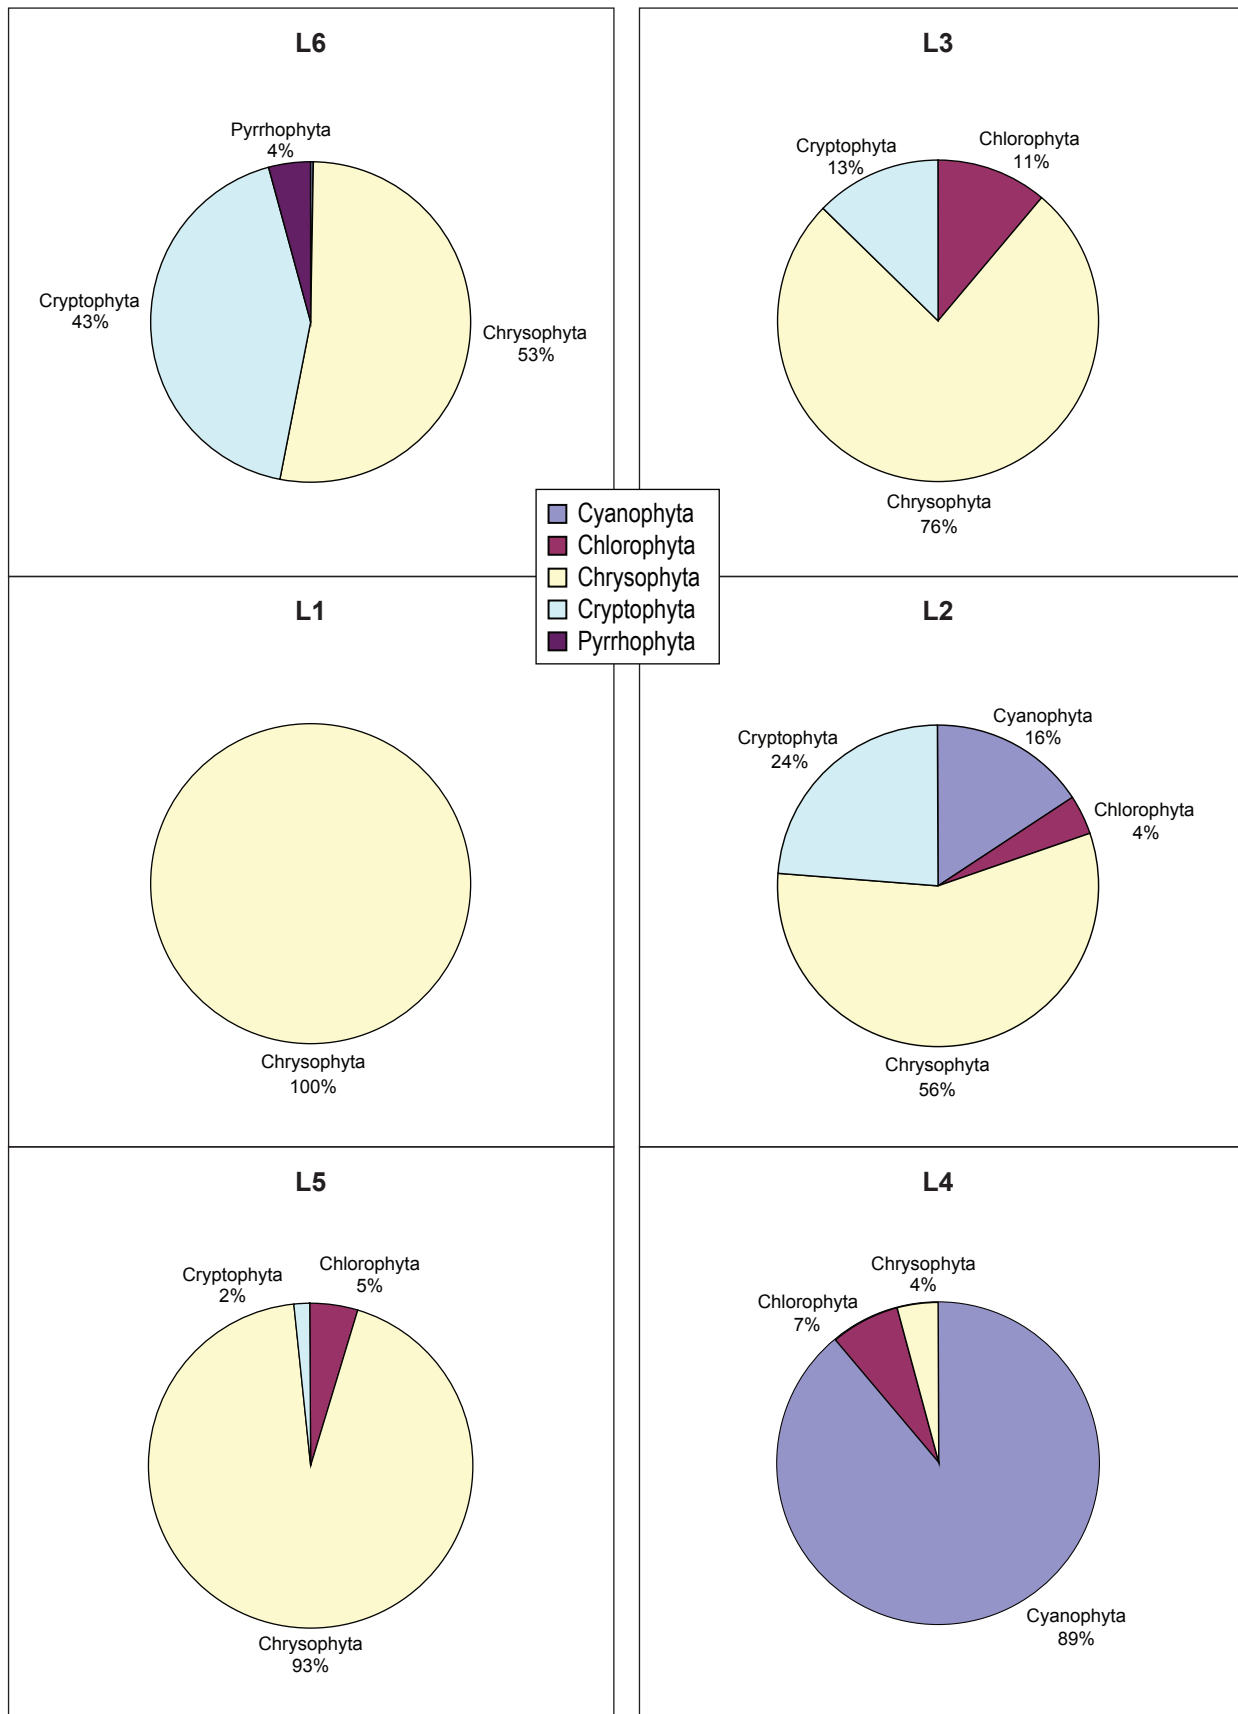 L6
Pyrrhophyta
4%
Cryptophyta
43%
Chrysophyta
53%
L3
Cryptophyta
13%
Chlorophyta
11%
Chrysophyta
76%
Cyanophyta
Chlorophyta
Chrysophyta
Cryptophyta
Pyrrhophyta
L1
Chrysophyta
100%
L2
Cryptophyta
24%
Cyanophyta
16%
Chlorophyta
4%
Chrysophyta
56%
L5
Cryptophyta
2%
Chlorophyta
5%
Chrysophyta
93%
L4
Chrysophyta
4%
Chlorophyta
7%
Cyanophyta
89%